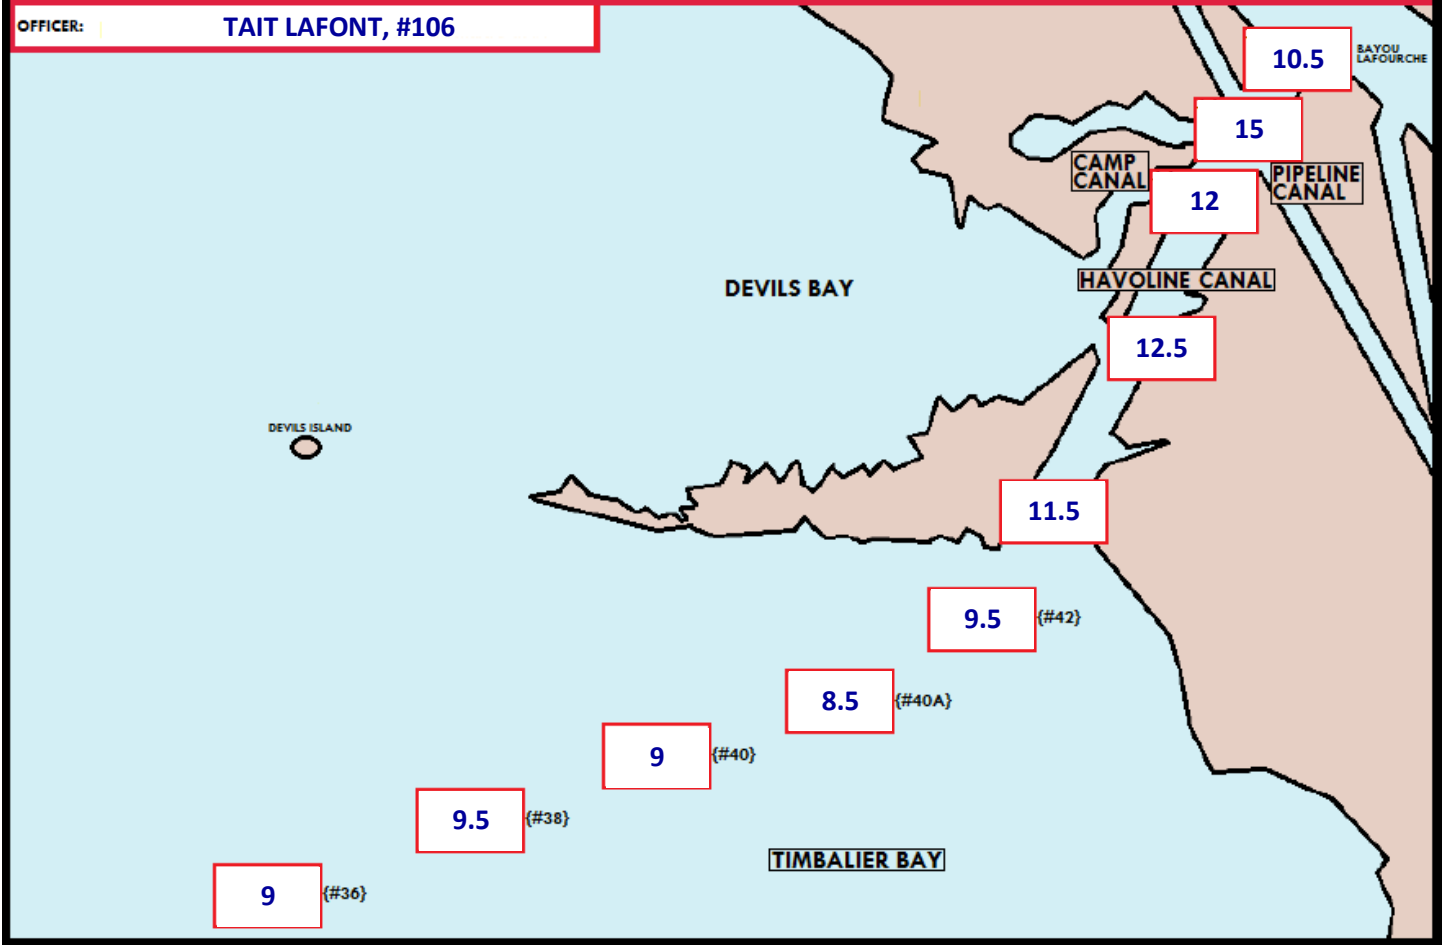 OFFICER: TAIT LAFONT, #106
10.5
BAYOU
LAFOURCHE
15
CAMP
CANAL
PIPELINE
CANAL
12
HAVOLINE CANAL
DEVILS BAY
12.5
DEVILS ISLAND
11.5
9.5 {#42}
8.5 {#40A}
9 {#40}
9.5 {#38}
TIMBALIER BAY
9 {#36}